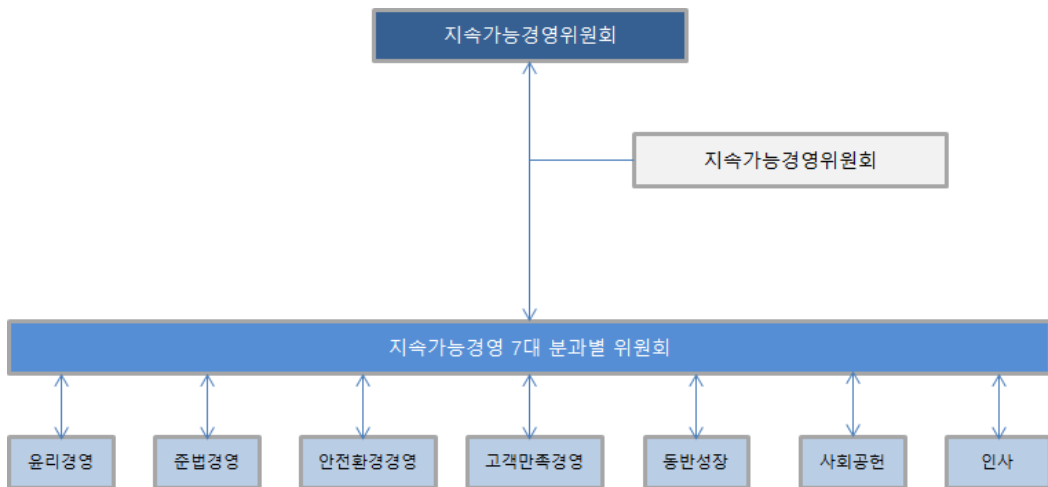 지속가능경영위원회
지속가능경영위원회
지속가능경영 7대 분과별 위원회
윤리경영
준법경영
안전환경경영
고객만족경영
동반성장
사회공헌
인사